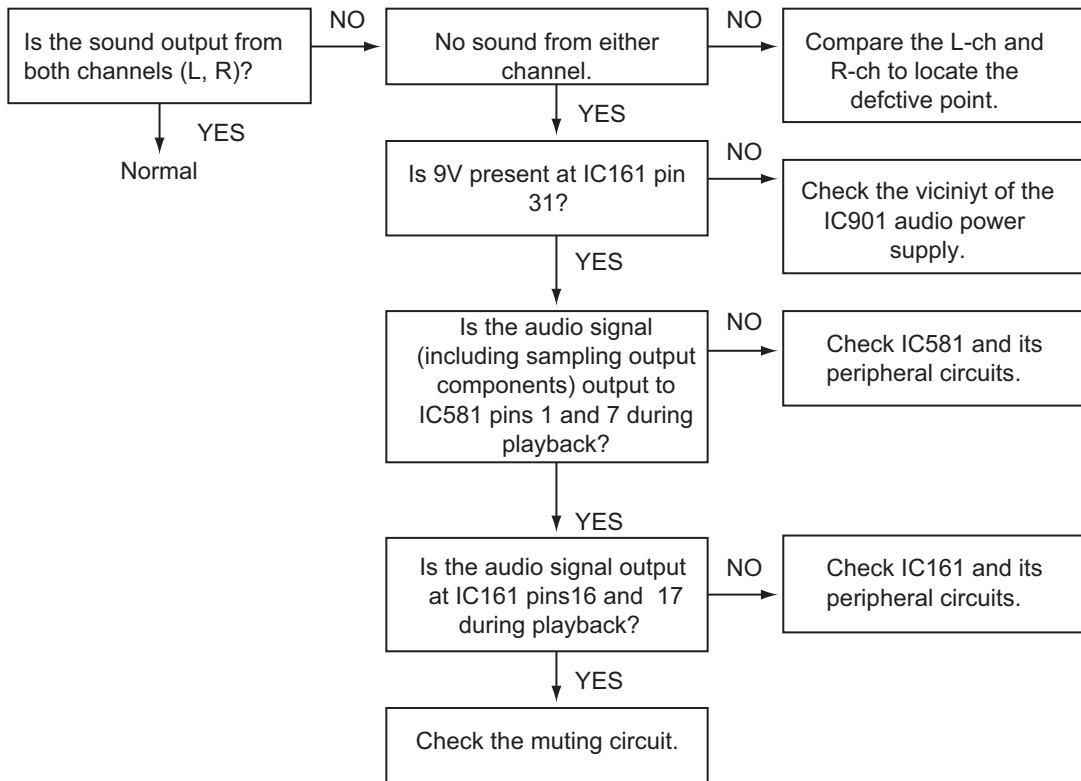 Is the sound output from
both channels (L, R)?
NO
No sound from either
channel.
NO
Compare the L-ch and
R-ch to locate the
defctive point.
YES
Normal
YES
Is 9V present at IC161 pin
31?
NO
Check the viciniyt of the
IC901 audio power
supply.
YES
Is the audio signal
(including sampling output
components) output to
IC581 pins 1 and 7 during
playback?
NO
Check IC581 and its
peripheral circuits.
YES
Is the audio signal output
at IC161 pins16 and 17
during playback?
NO
Check IC161 and its
peripheral circuits.
YES
Check the muting circuit.